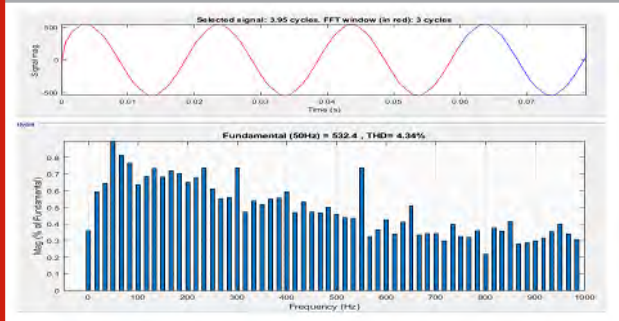 Selected signal: 3.95 cycles. FFT window (in red): 3 cycles
500
0
-500
Signal mag.
0 0.01 0.02 0.03 0.04 0.05 0.06 0.07
Time (s)
Fundamental (50Hz) = 532.4 , THD= 4.34%
0.8
0.7
0.6
0.5
0.4
0.3
0.2
0.1
0
Mag (% of Fundamental)
0 100 200 300 400 500 600 700 800 900 1000
Frequency (Hz)